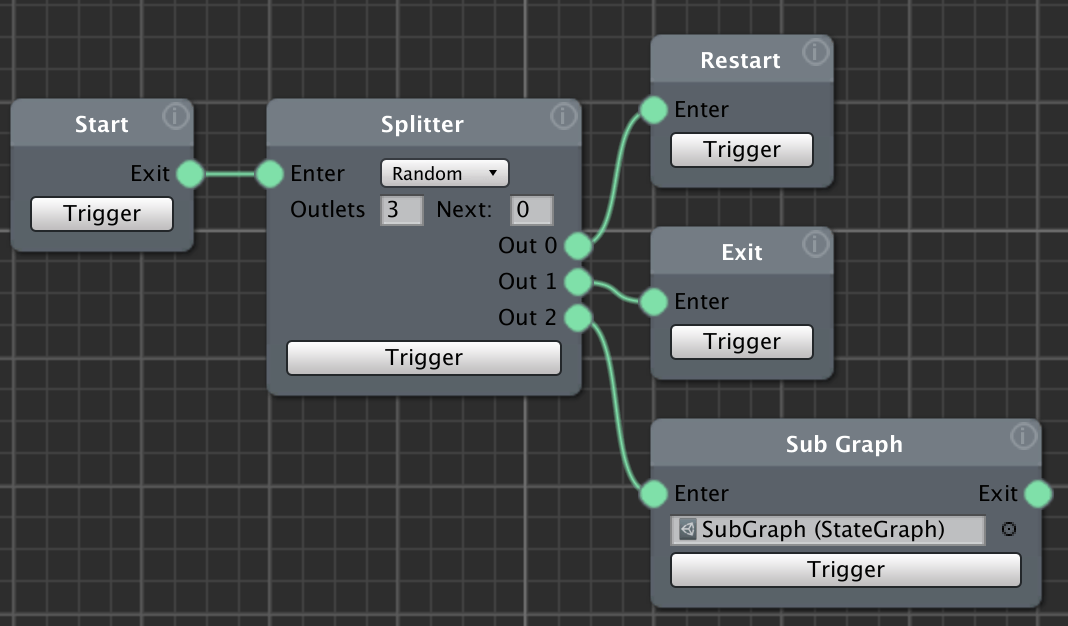 Start
Exit
Trigger
Splitter
Enter Random
Outlets 3 Next: 0
Out 0
Out 1
Out 2
Trigger
Restart
Enter
Trigger
Exit
Enter
Trigger
Sub Graph
Enter Exit
SubGraph (StateGraph)
Trigger